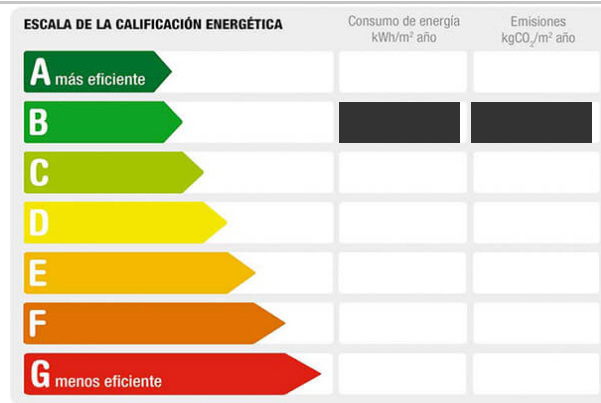 ESCALA DE LA CALIFICACIÓN ENERGÉTICA
Consumo de energía
kWh/m² año
Emisiones
kgCO₂/m² año
A más eficiente
B
C
D
E
F
G menos eficiente